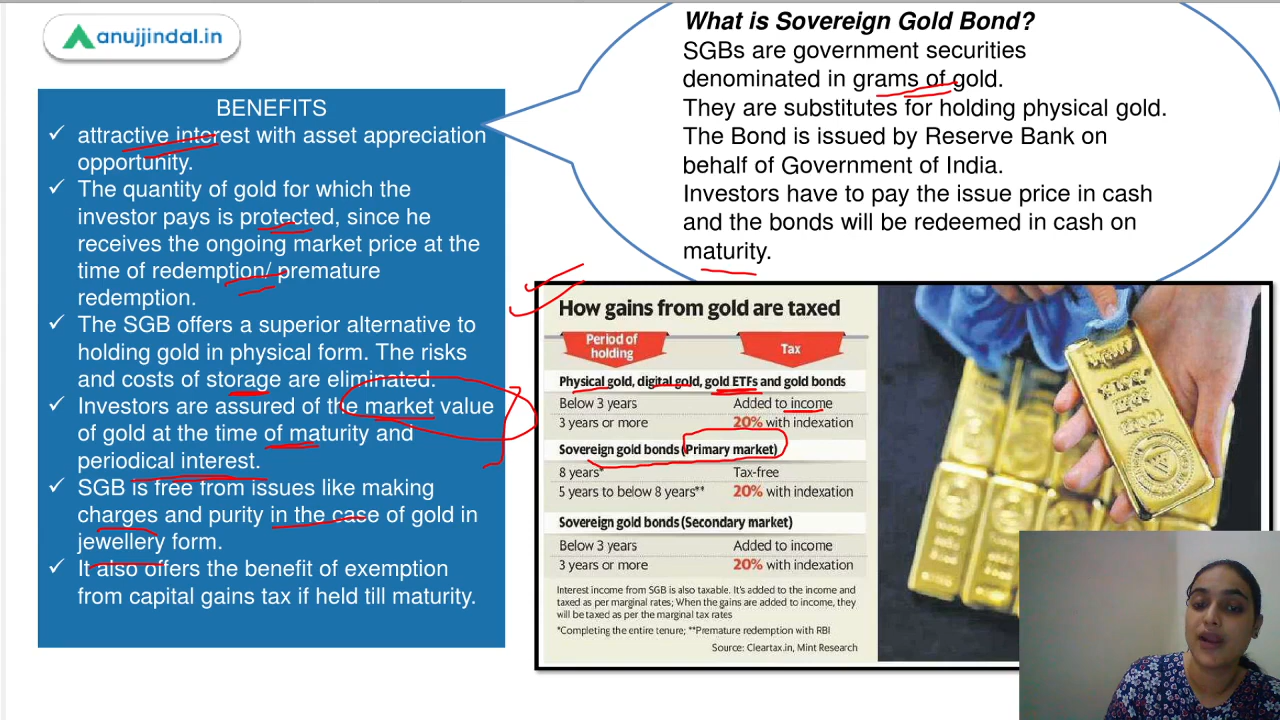 anujjindal.in
What is Sovereign Gold Bond?
SGBs are government securities
denominated in grams of gold.
They are substitutes for holding physical gold.
The Bond is issued by Reserve Bank on
behalf of Government of India.
Investors have to pay the issue price in cash
and the bonds will be redeemed in cash on
maturity.
BENEFITS
✓ attractive interest with asset appreciation
opportunity.
✓ The quantity of gold for which the
investor pays is protected, since he
receives the ongoing market price at the
time of redemption/ premature
redemption.
✓ The SGB offers a superior alternative to
holding gold in physical form. The risks
and costs of storage are eliminated.
✓ Investors are assured of the market value
of gold at the time of maturity and
periodical interest.
✓ SGB is free from issues like making
charges and purity in the case of gold in
jewellery form.
✓ It also offers the benefit of exemption
from capital gains tax if held till maturity.
How gains from gold are taxed
Period of holding Tax
Physical gold, digital gold, gold ETFs and gold bonds
Below 3 years Added to income
3 years or more 20% with indexation
Sovereign gold bonds (Primary market)
8 years* Tax-free
5 years to below 8 years** 20% with indexation
Sovereign gold bonds (Secondary market)
Below 3 years Added to income
3 years or more 20% with indexation
Interest income from SGB is also taxable. It's added to the income and
taxed as per marginal rates; When the gains are added to income, they
will be taxed as per the marginal tax rates
*Completing the entire tenure; **Premature redemption with RBI
Source: Cleartax.in, Mint Research